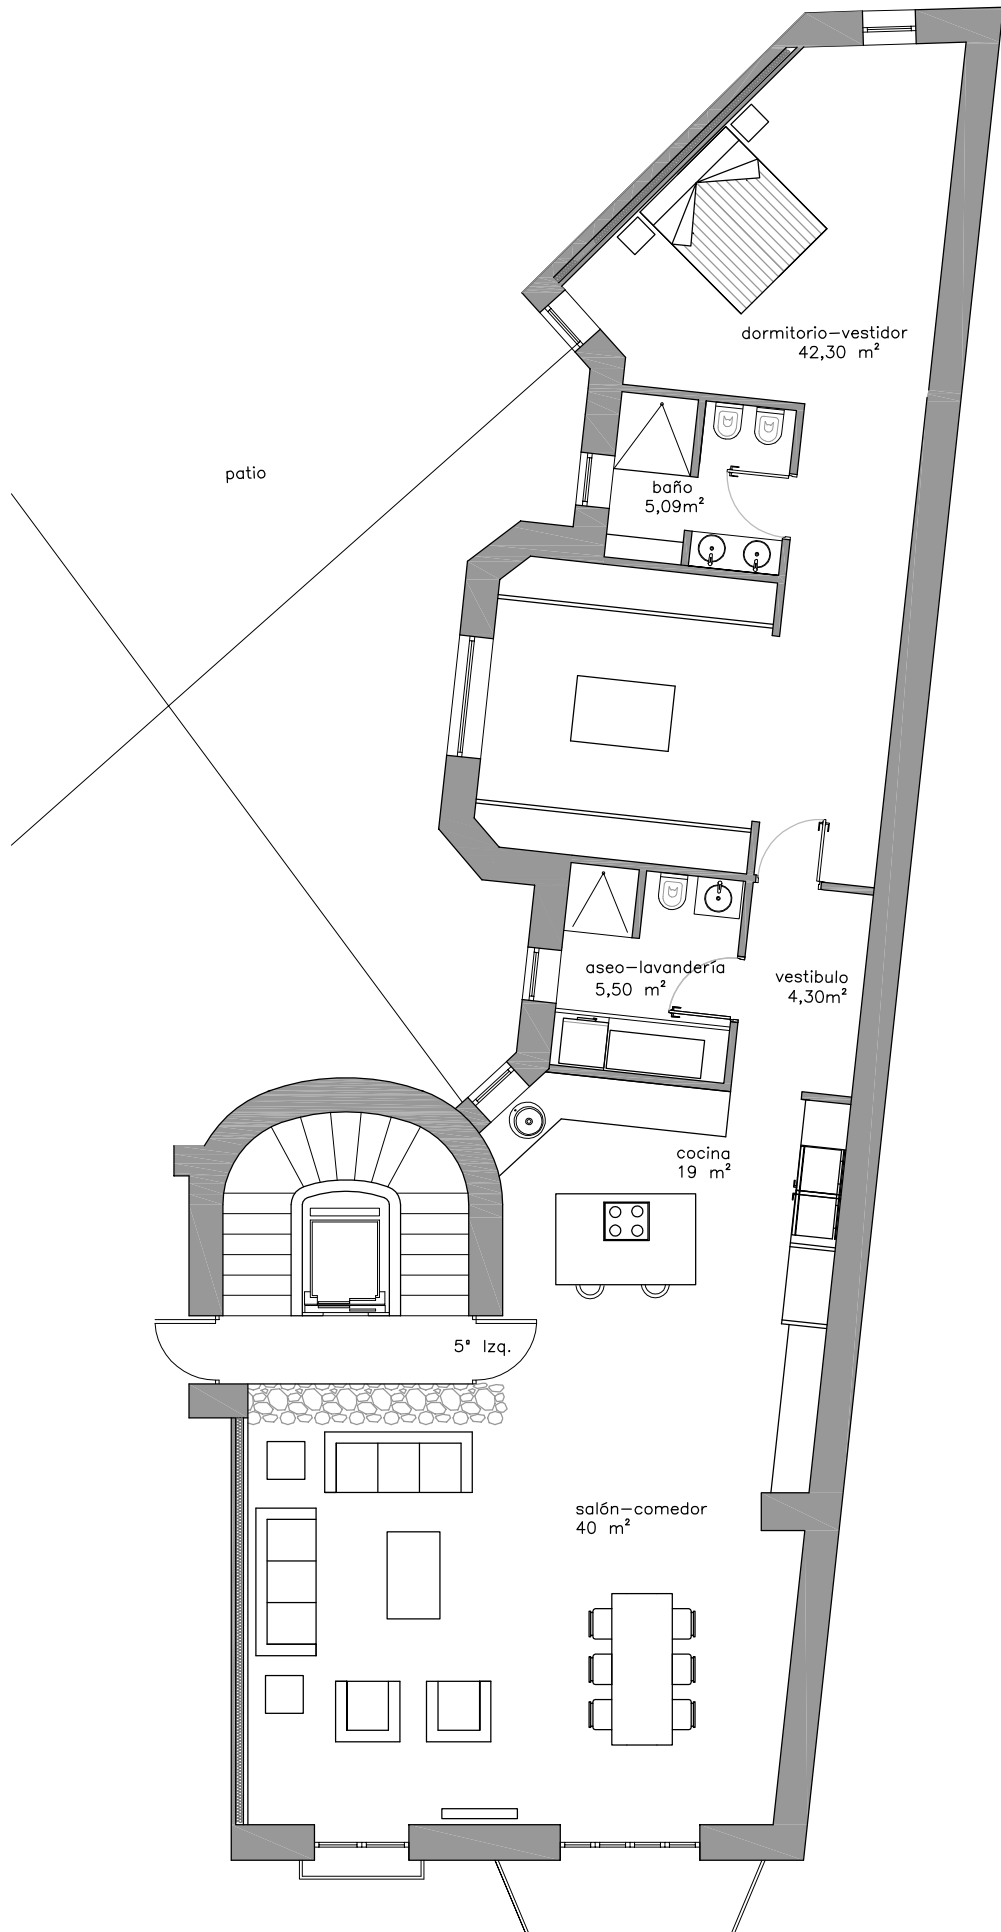 dormitorio-vestidor
42,30 m²
patio
baño
5,09m²
aseo-lavandería
5,50 m²
vestibulo
4,30m²
cocina
19 m²
5º Izq.
salón-comedor
40 m²